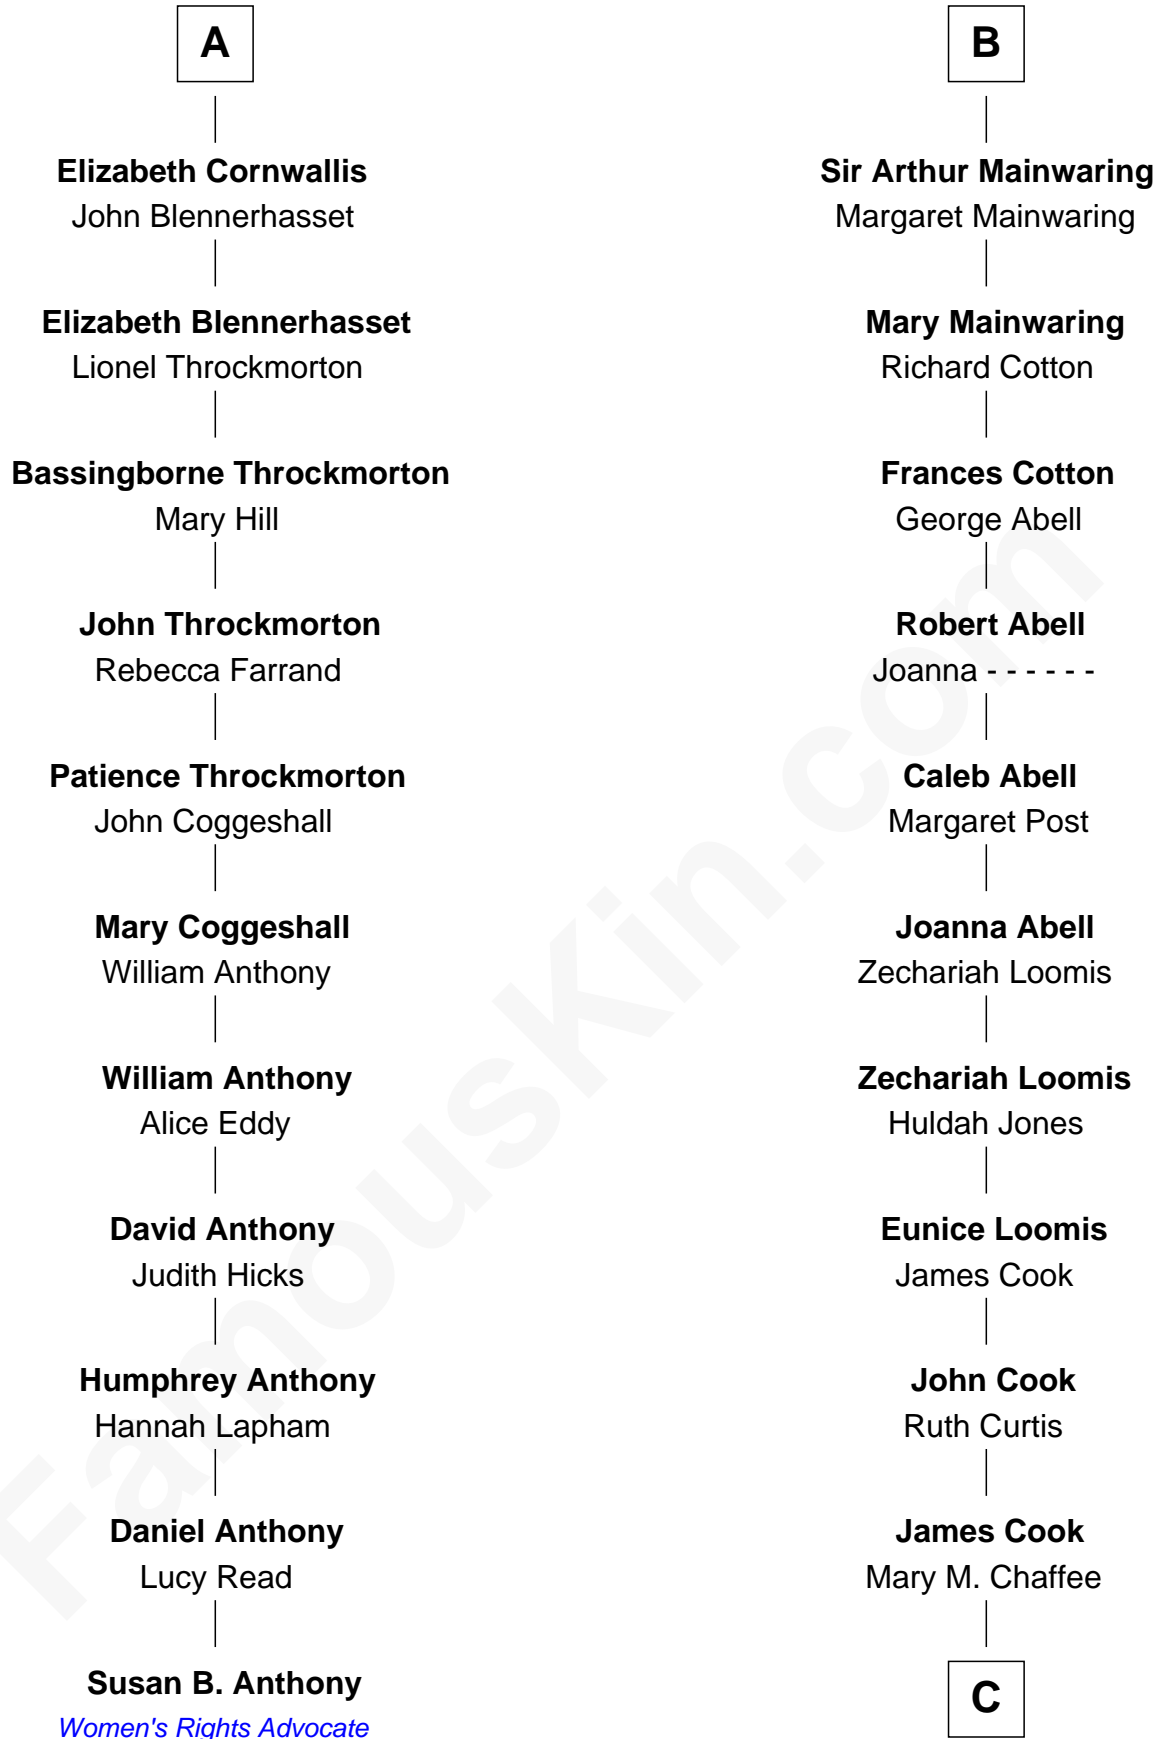 A
Elizabeth Cornwallis
John Blennerhasset
Elizabeth Blennerhasset
Lionel Throckmorton
Bassingborne Throckmorton
Mary Hill
John Throckmorton
Rebecca Farrand
Patience Throckmorton
John Coggeshall
Mary Coggeshall
William Anthony
William Anthony
Alice Eddy
David Anthony
Judith Hicks
Humphrey Anthony
Hannah Lapham
Daniel Anthony
Lucy Read
Susan B. Anthony
Women's Rights Advocate
B
Sir Arthur Mainwaring
Margaret Mainwaring
Mary Mainwaring
Richard Cotton
Frances Cotton
George Abell
Robert Abell
Joanna - - - - - -
Caleb Abell
Margaret Post
Joanna Abell
Zechariah Loomis
Zechariah Loomis
Huldah Jones
Eunice Loomis
James Cook
John Cook
Ruth Curtis
James Cook
Mary M. Chaffee
C
FamousKin.com